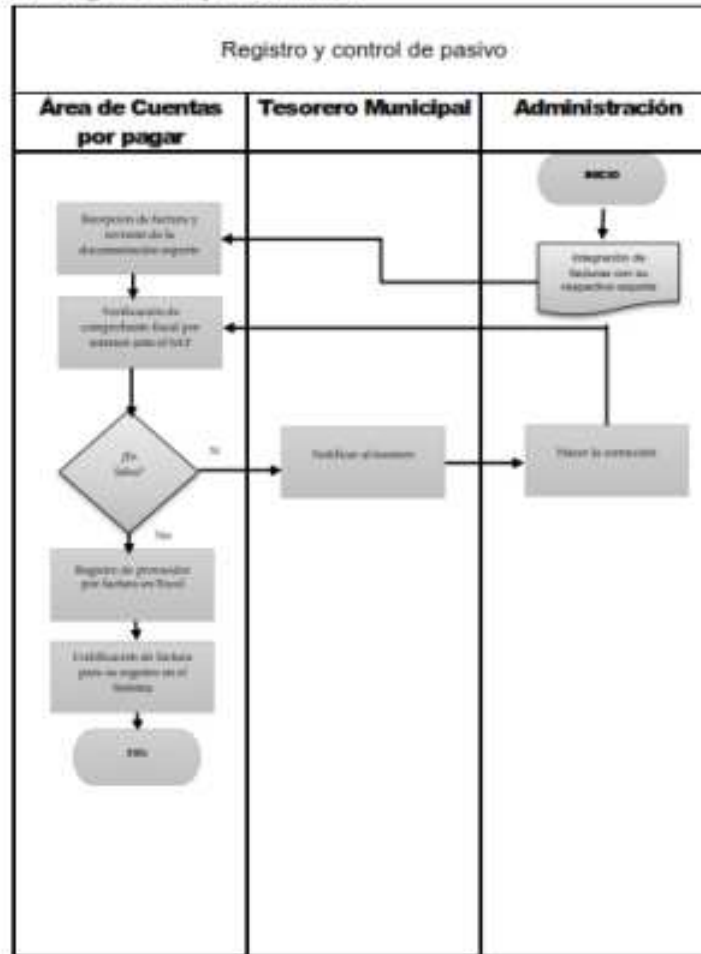 Registro y control de pasivo
Área de Cuentas
por pagar
Tesorero Municipal
Administración
INICIO
Recepción de factura y
revisión de la
documentación soporte
Integración de
facturas con su
respectivo soporte
Verificación de
comprobante fiscal por
internet ante el SAT
¿Es
falsa?
Si
Notificar al tesorero
Hacer la
No
Registro de proveedor
por factura en Excel
Codificación de factura
para su registro en el
Sistema
FIN